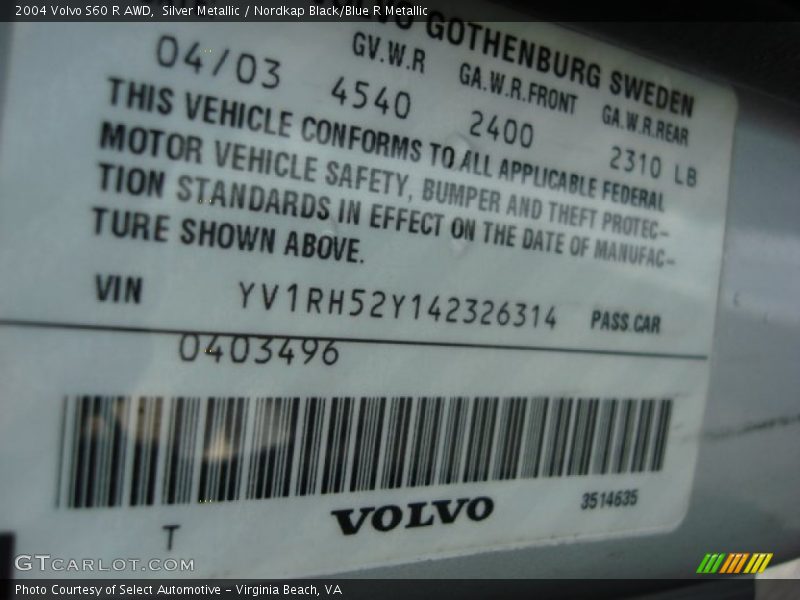 2004 Volvo S60 R AWD, Silver Metallic / Nordkap Black/Blue R Metallic
GOTHENBURG SWEDEN
04/03 GV.W.R GA.W.R.FRONT GA.W.R.REAR
4540 2400 2310 LB
THIS VEHICLE CONFORMS TO ALL APPLICABLE FEDERAL
MOTOR VEHICLE SAFETY, BUMPER AND THEFT PROTEC-
TION STANDARDS IN EFFECT ON THE DATE OF MANUFAC-
TURE SHOWN ABOVE.
VIN YV1RH52Y142326314 PASS.CAR
0403496
VOLVO 3514635
T
GTCARLOT.COM
Photo Courtesy of Select Automotive - Virginia Beach, VA